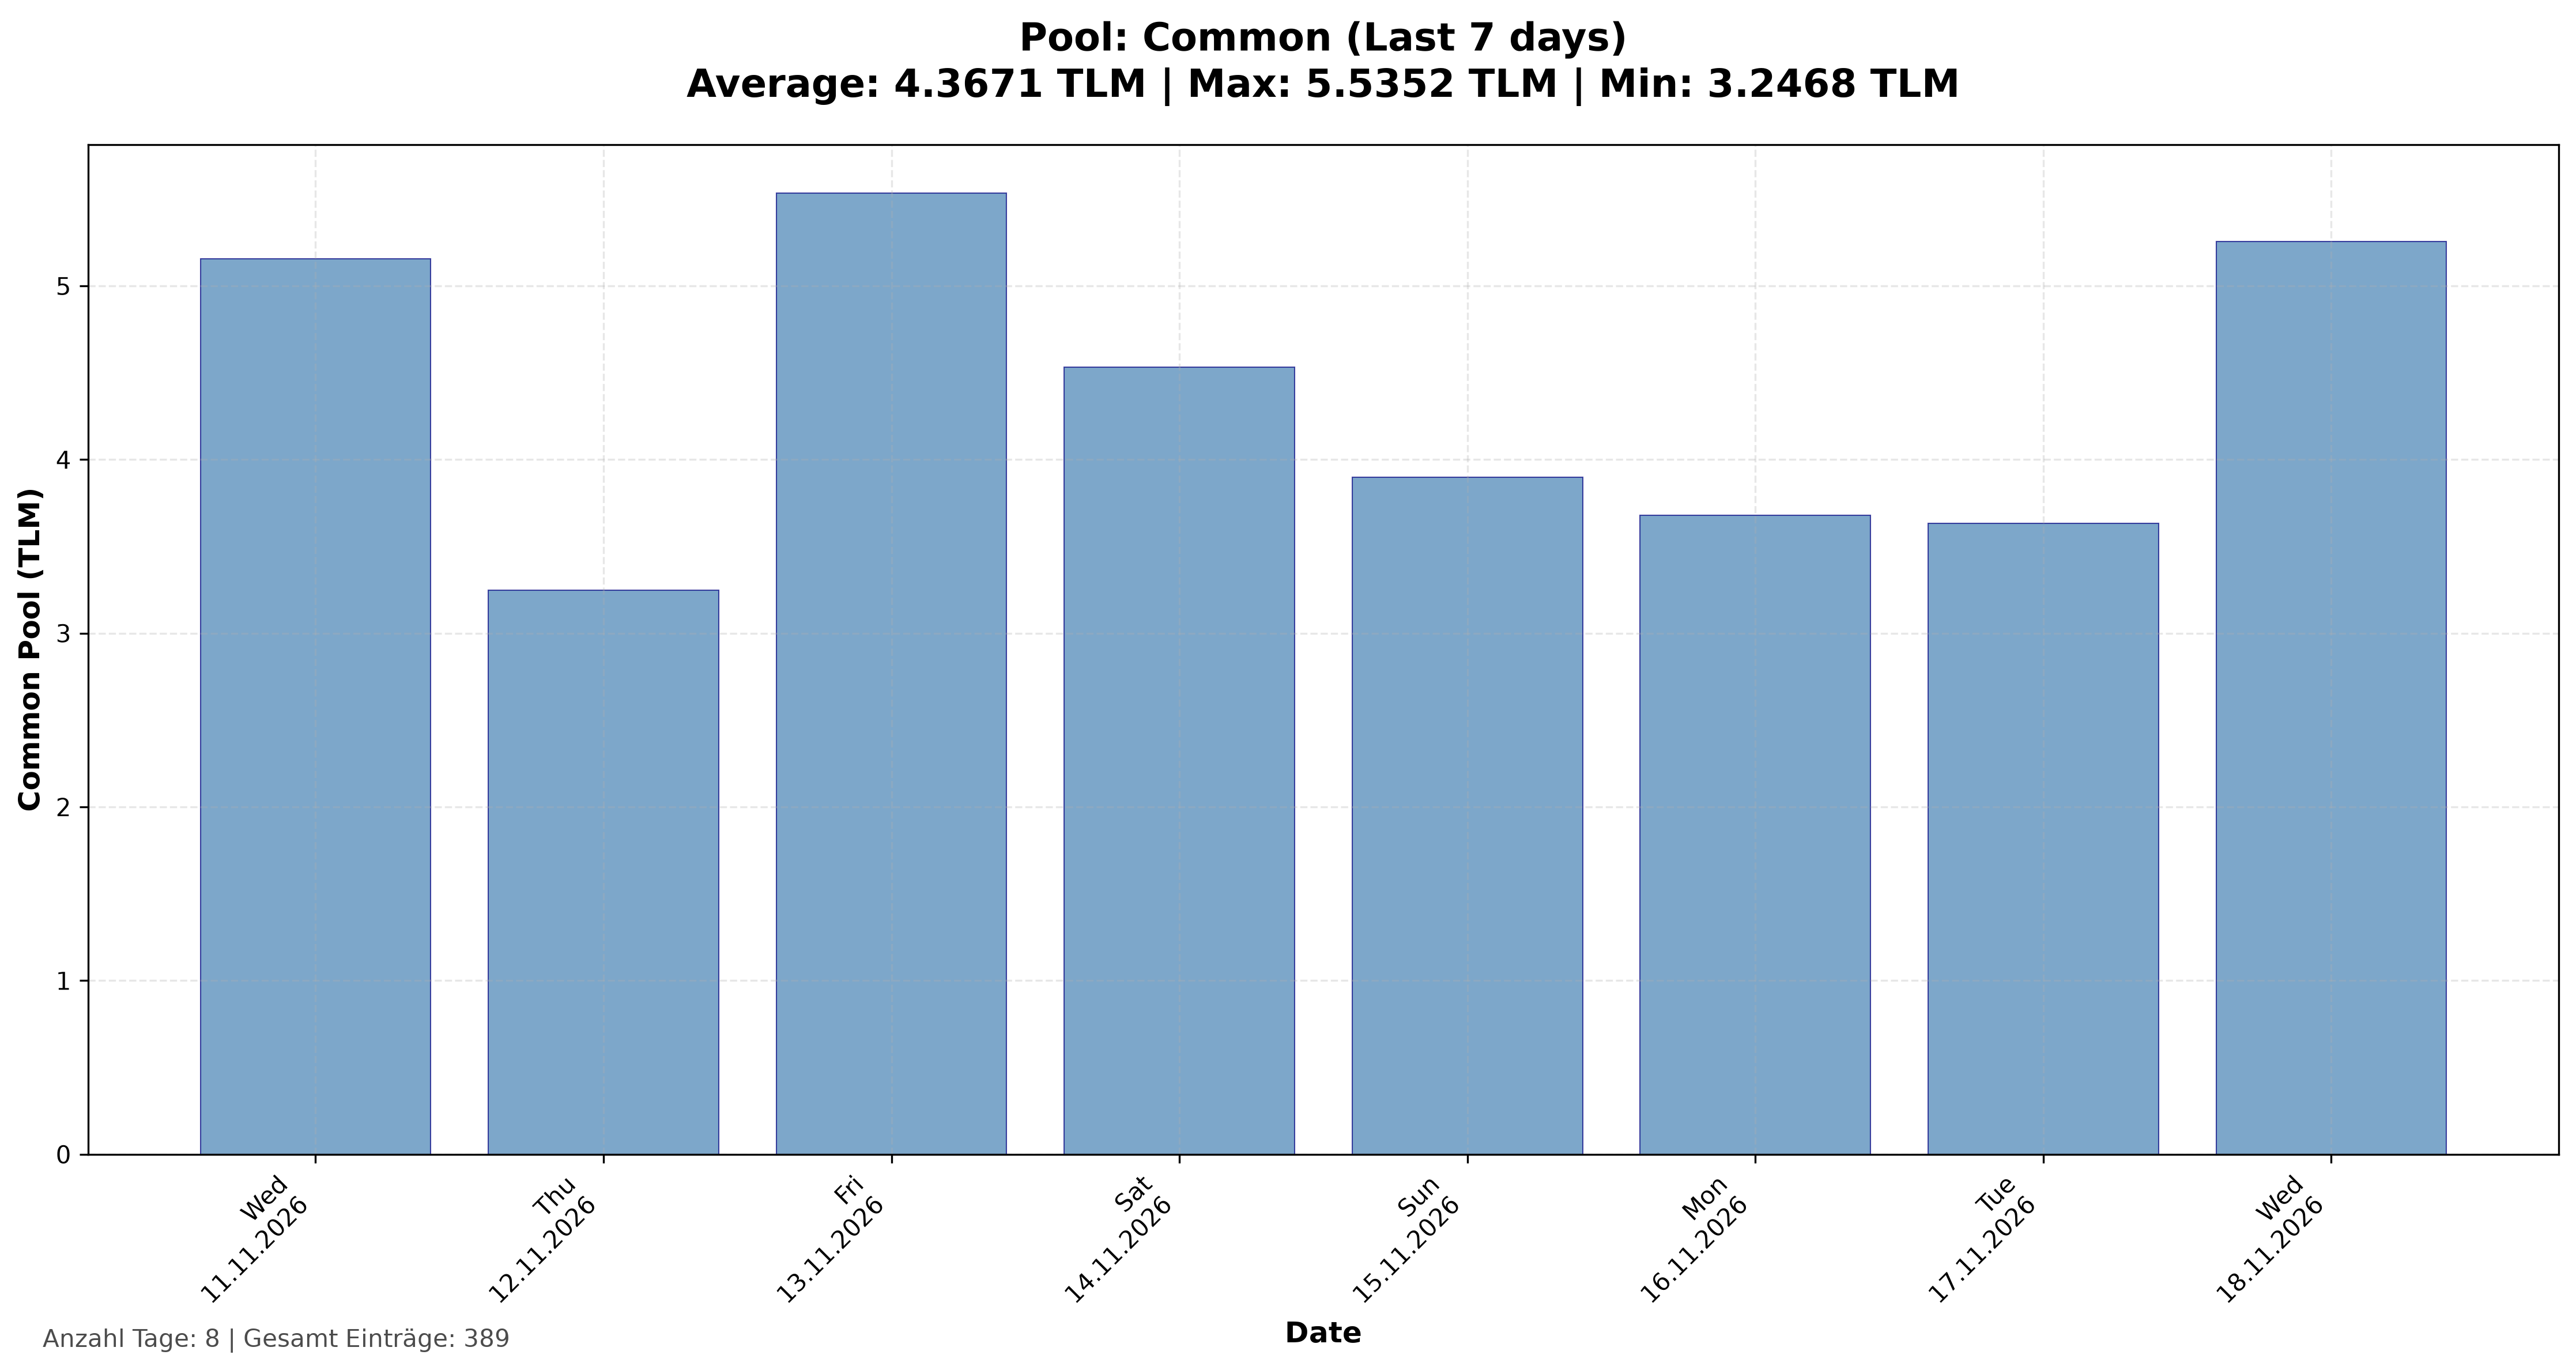 Pool: Common (Last 7 days)
Average: 4.3671 TLM | Max: 5.5352 TLM | Min: 3.2468 TLM
Common Pool (TLM)
5
4
3
2
1
0
Wed
11.11.2026
Thu
12.11.2026
Fri
13.11.2026
Sat
14.11.2026
Sun
15.11.2026
Mon
16.11.2026
Tue
17.11.2026
Wed
18.11.2026
Date
Anzahl Tage: 8 | Gesamt Einträge: 389